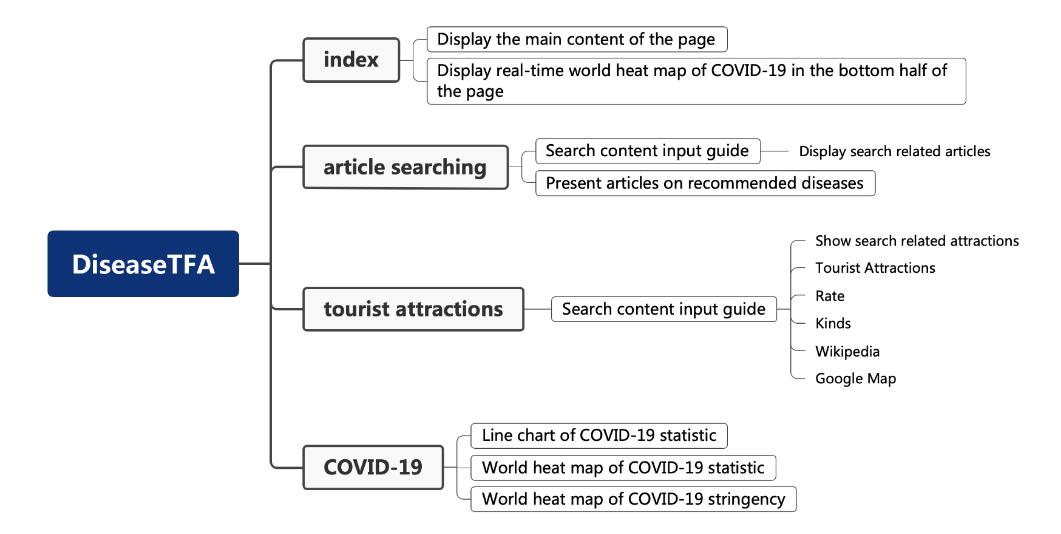 DiseaseTFA
index
Display the main content of the page
Display real-time world heat map of COVID-19 in the bottom half of
the page
article searching
Search content input guide
Display search related articles
Present articles on recommended diseases
tourist attractions
Search content input guide
Show search related attractions
Tourist Attractions
Rate
Kinds
Wikipedia
Google Map
COVID-19
Line chart of COVID-19 statistic
World heat map of COVID-19 statistic
World heat map of COVID-19 stringency